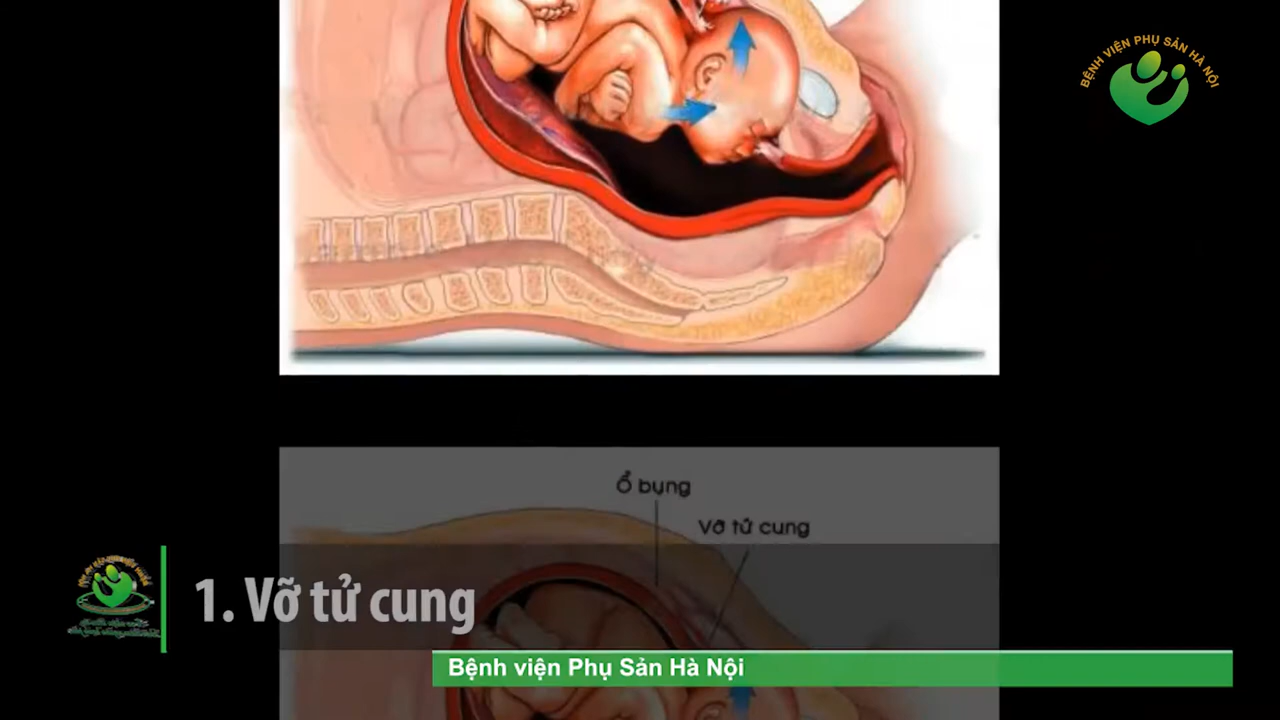 BỆNH VIỆN PHỤ SẢN HÀ NỘI
Ổ bụng
Vỡ tử cung
1. Vỡ tử cung
Bệnh viện Phụ Sản Hà Nội